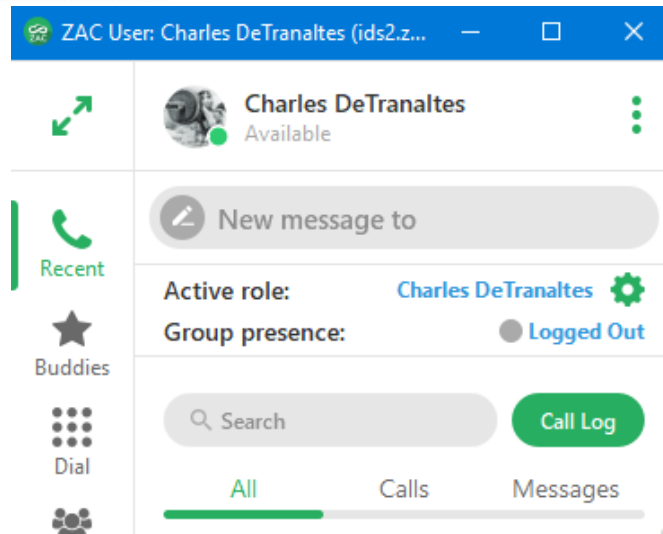 ZAC User: Charles DeTranaltes (ids2.z...
Charles DeTranaltes
Available
New message to
Recent
Active role: Charles DeTranaltes
Group presence: Logged Out
Buddies
Search Call Log
Dial
All Calls Messages